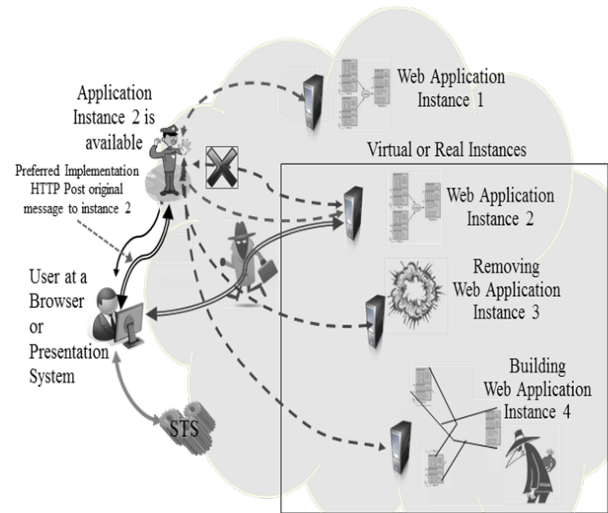 Application
Instance 2 is
available
Preferred Implementation
HTTP Post original
message to instance 2
User at a
Browser
or
Presentation
System
STS
Web Application
Instance 1
Virtual or Real Instances
Web Application
Instance 2
Removing
Web Application
Instance 3
Building
Web Application
Instance 4